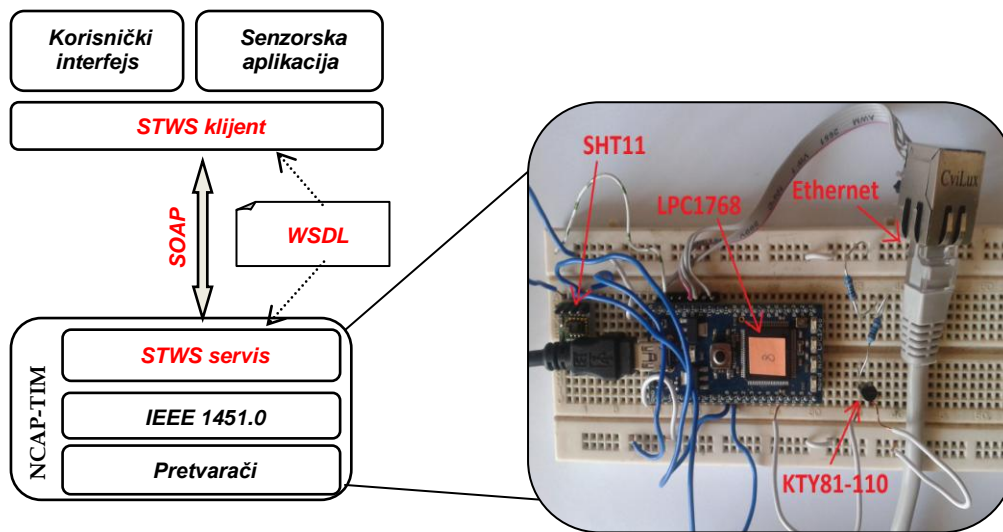 Korisnički
interfejs
Senzorska
aplikacija
STWS klijent
SOAP
WSDL
NCAP-TIM
STWS servis
IEEE 1451.0
Pretvarači
SHT11
LPC1768
Ethernet
CviLux
KTY81-110